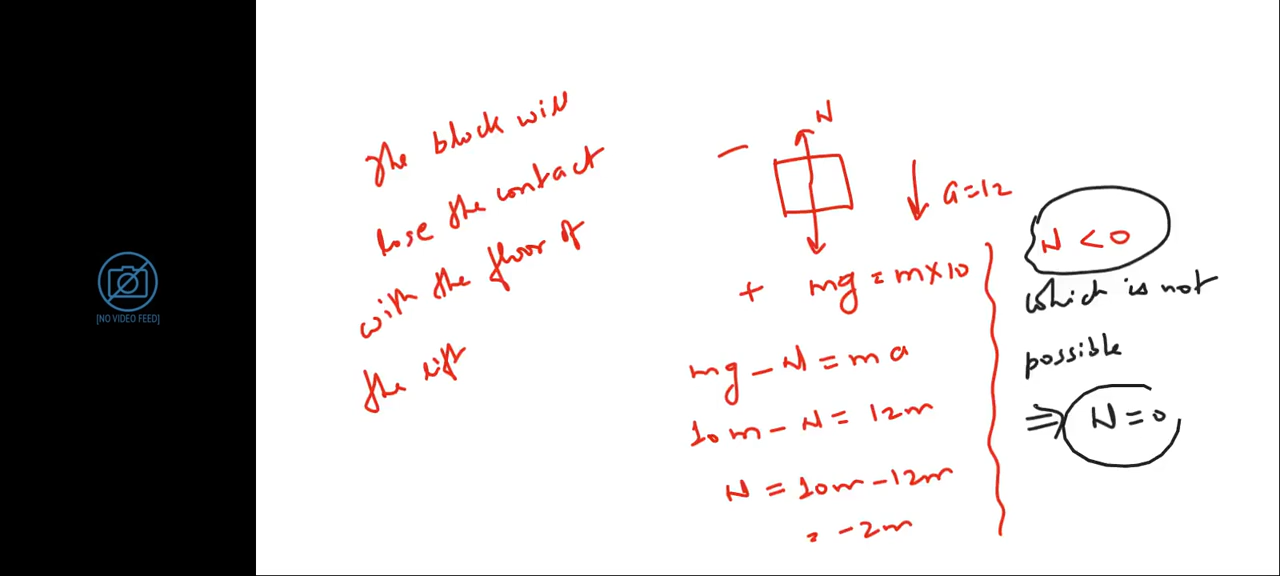 [NO VIDEO FEED]
The block will
lose the contact
with the floor of
the lift
N
a=12
+ mg = m×10
mg - N = ma
10m - N = 12m
N = 10m - 12m
= -2m
N < 0
which is not
possible
⇒ N = 0